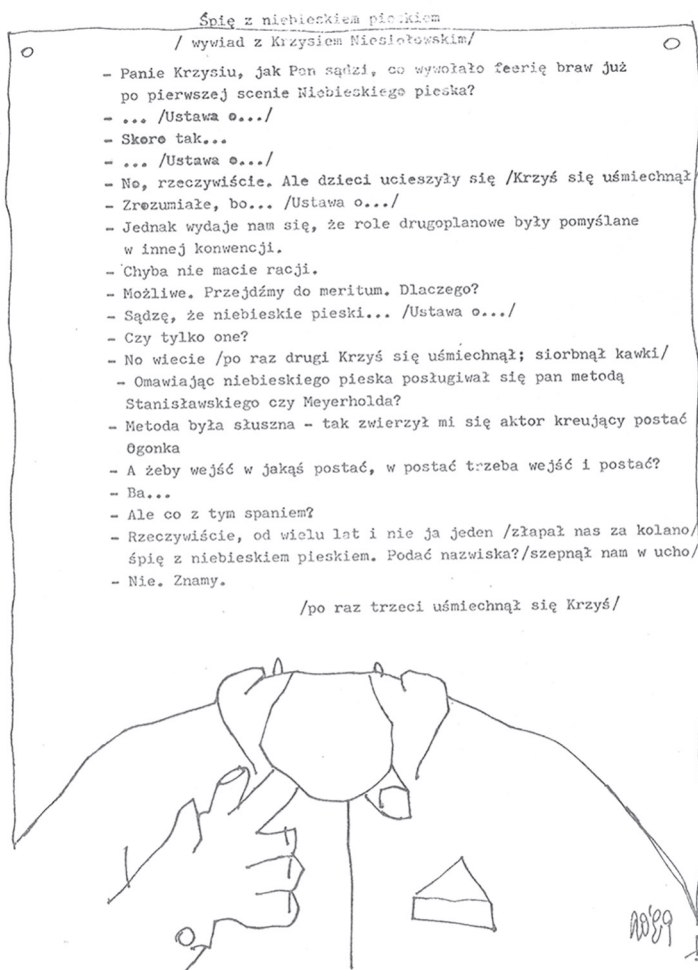 Śpię z niebieskiem pieskiem
/ wywiad z Krzysiem Niesiołowskim/
- Panie Krzysiu, jak Pan sądzi, co wywołało feerię braw już
po pierwszej scenie Niebieskiego pieska?
- ... /Ustawa o.../
- Skoro tak...
- ... /Ustawa o.../
- No, rzeczywiście. Ale dzieci ucieszyły się /Krzyś się uśmiechnął/
- Zrozumiałe, bo... /Ustawa o.../
- Jednak wydaje nam się, że role drugoplanowe były pomyślane
w innej konwencji.
- Chyba nie macie racji.
- Możliwe. Przejdźmy do meritum. Dlaczego?
- Sądzę, że niebieskie pieski... /Ustawa o.../
- Czy tylko one?
- No wiecie /po raz drugi Krzyś się uśmiechnął; siorbnął kawki/
- Omawiając niebieskiego pieska posługiwał się pan metodą
Stanisławskiego czy Meyerholda?
- Metoda była słuszna - tak zwierzył mi się aktor kreujący postać
Ogonka
- A żeby wejść w jakąś postać, w postać trzeba wejść i postać?
- Ba...
- Ale co z tym spaniem?
- Rzeczywiście, od wielu lat i nie ja jeden /złapał nas za kolano/
śpię z niebieskiem pieskiem. Podać nazwiska?/szepnął nam w ucho/
- Nie. Znamy.
/po raz trzeci uśmiechnął się Krzyś/